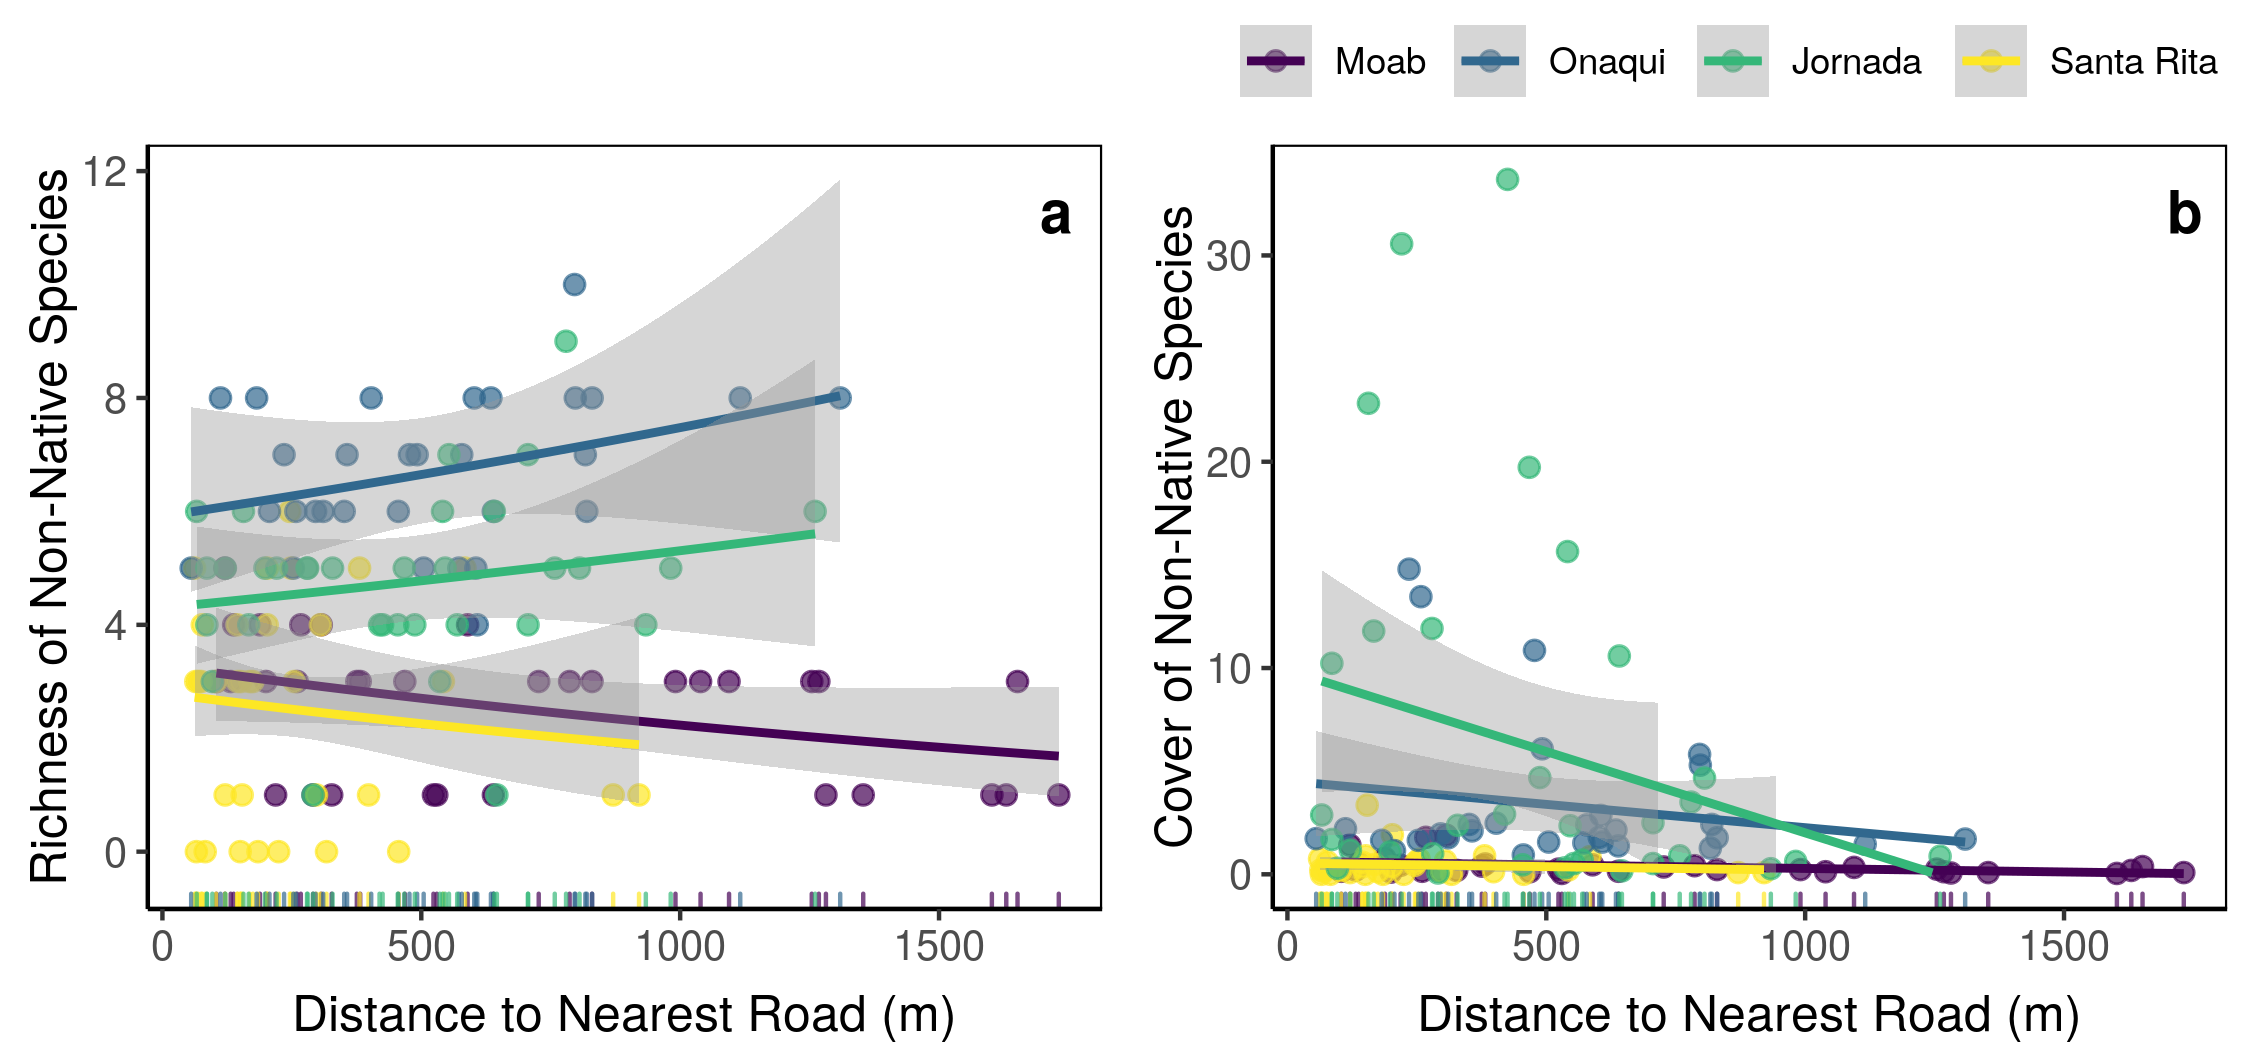 Moab Onaqui Jornada Santa Rita
a
b
Richness of Non-Native Species
12
8
4
0
0 500 1000 1500
Distance to Nearest Road (m)
Cover of Non-Native Species
30
20
10
0
0 500 1000 1500
Distance to Nearest Road (m)